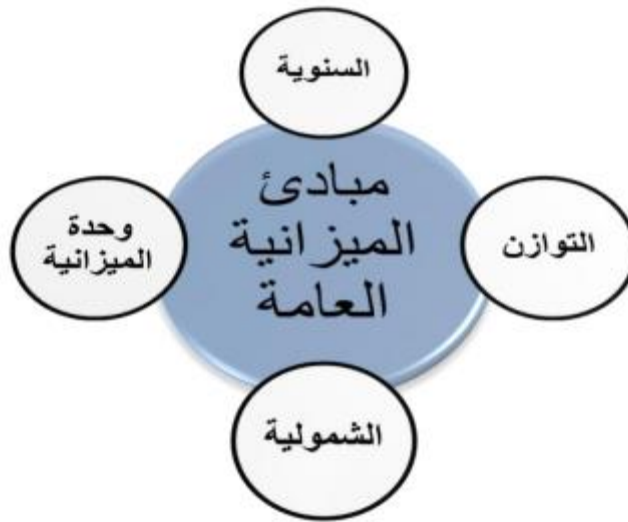 السنوية
مبادئ
الميزانية
العامة
التوازن
وحدة
الميزانية
الشمولية